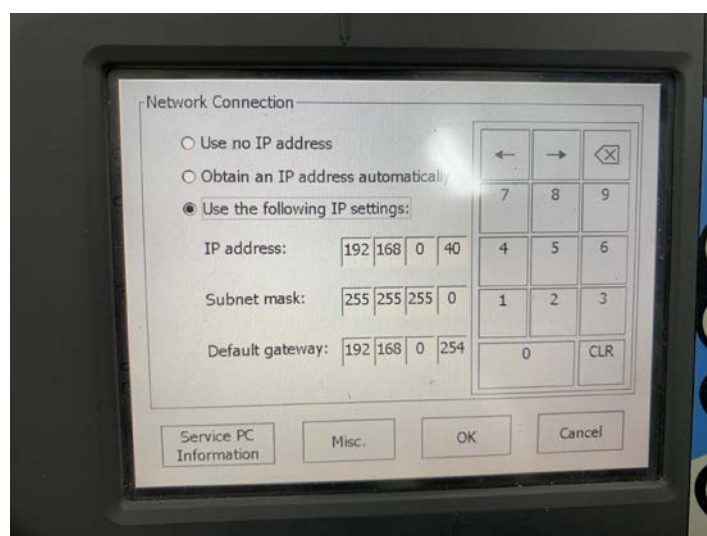 Network Connection
Use no IP address
Obtain an IP address automatically
Use the following IP settings:
IP address: 192 168 0 40
Subnet mask: 255 255 255 0
Default gateway: 192 168 0 254
← → ⌫
7 8 9
4 5 6
1 2 3
0 CLR
Service PC
Information
Misc.
OK
Cancel